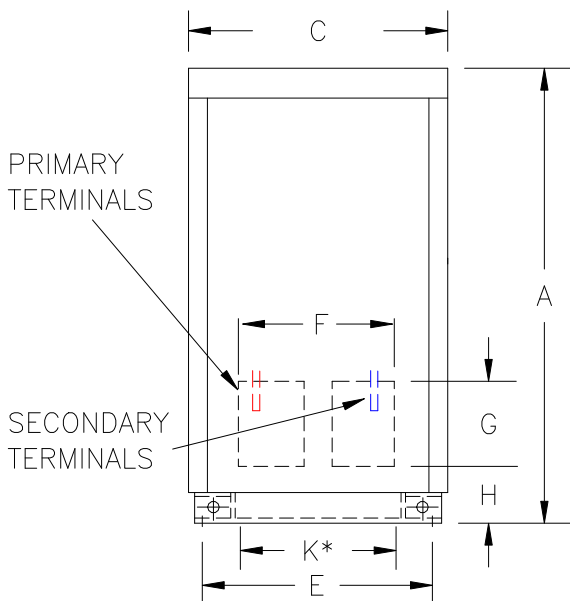 C
PRIMARY
TERMINALS
A
F
SECONDARY
TERMINALS
G
H
K*
E